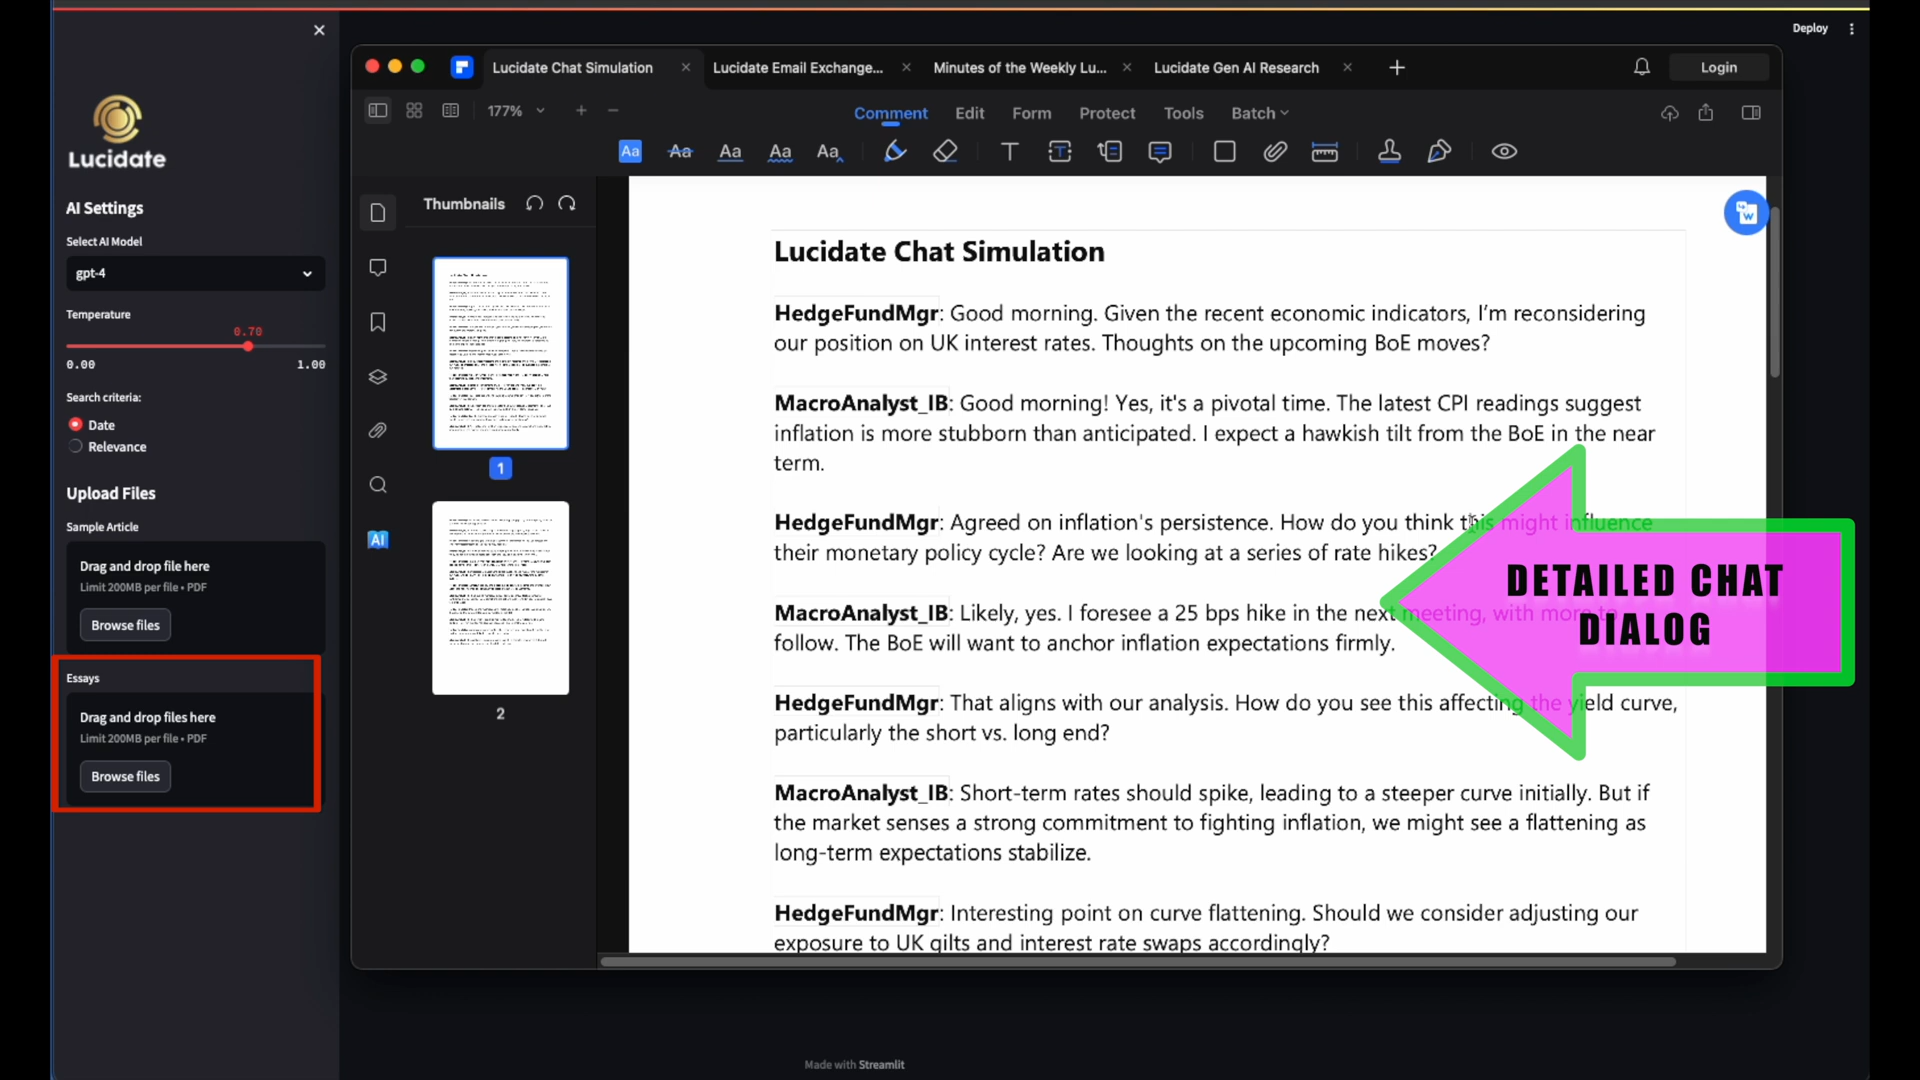 Deploy
Lucidate
AI Settings
Select AI Model
gpt-4
Temperature
0.70
0.00 1.00
Search criteria:
Date
Relevance
Upload Files
Sample Article
Drag and drop file here
Limit 200MB per file • PDF
Browse files
Essays
Drag and drop files here
Limit 200MB per file • PDF
Browse files
Lucidate Chat Simulation
Lucidate Email Exchange...
Minutes of the Weekly Lu...
Lucidate Gen AI Research
Login
177%
Comment Edit Form Protect Tools Batch
Aa Aa Aa Aa Aa
T T
Thumbnails
1
2
AI
W
Lucidate Chat Simulation
HedgeFundMgr: Good morning. Given the recent economic indicators, I'm reconsidering
our position on UK interest rates. Thoughts on the upcoming BoE moves?
MacroAnalyst_IB: Good morning! Yes, it's a pivotal time. The latest CPI readings suggest
inflation is more stubborn than anticipated. I expect a hawkish tilt from the BoE in the near
term.
HedgeFundMgr: Agreed on inflation's persistence. How do you think this might influence
their monetary policy cycle? Are we looking at a series of rate hikes?
MacroAnalyst_IB: Likely, yes. I foresee a 25 bps hike in the next meeting, with more to
follow. The BoE will want to anchor inflation expectations firmly.
HedgeFundMgr: That aligns with our analysis. How do you see this affecting the yield curve,
particularly the short vs. long end?
MacroAnalyst_IB: Short-term rates should spike, leading to a steeper curve initially. But if
the market senses a strong commitment to fighting inflation, we might see a flattening as
long-term expectations stabilize.
HedgeFundMgr: Interesting point on curve flattening. Should we consider adjusting our
exposure to UK gilts and interest rate swaps accordingly?
DETAILED CHAT
DIALOG
Made with Streamlit